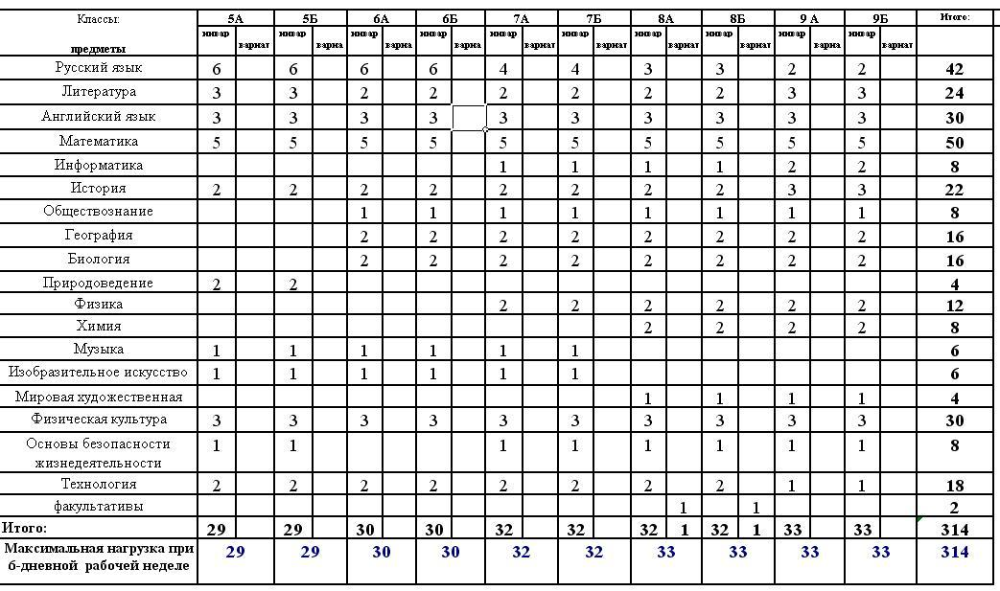 Классы: 5А 5Б 6А 6Б 7А 7Б 8А 8Б 9 А 9Б Итого:
инвар инвар инвар инвар инвар инвар инвар инвар инвар инвар
предметы вариат варна варна варна вариат вариат вариат вариат вариат вариат
Русский язык 6 6 6 6 4 4 3 3 2 2 42
Литература 3 3 2 2 2 2 2 2 3 3 24
Английский язык 3 3 3 3 3 3 3 3 3 3 30
Математика 5 5 5 5 5 5 5 5 5 5 50
Информатика 1 1 1 1 2 2 8
История 2 2 2 2 2 2 2 2 3 3 22
Обществознание 1 1 1 1 1 1 1 1 8
География 2 2 2 2 2 2 2 2 16
Биология 2 2 2 2 2 2 2 2 16
Природоведение 2 2 4
Физика 2 2 2 2 2 2 12
Химия 2 2 2 2 8
Музыка 1 1 1 1 1 1 6
Изобразительное искусство 1 1 1 1 1 1 6
Мировая художественная 1 1 1 1 4
Физическая культура 3 3 3 3 3 3 3 3 3 3 30
Основы безопасности 1 1 1 1 1 1 1 1 8
жизнедеятельности
Технология 2 2 2 2 2 2 2 2 1 1 18
факультативы 1 1 2
Итого: 29 29 30 30 32 32 32 1 32 1 33 33 314
Максимальная нагрузка при 29 29 30 30 32 32 33 33 33 33 314
6-дневной рабочей неделе